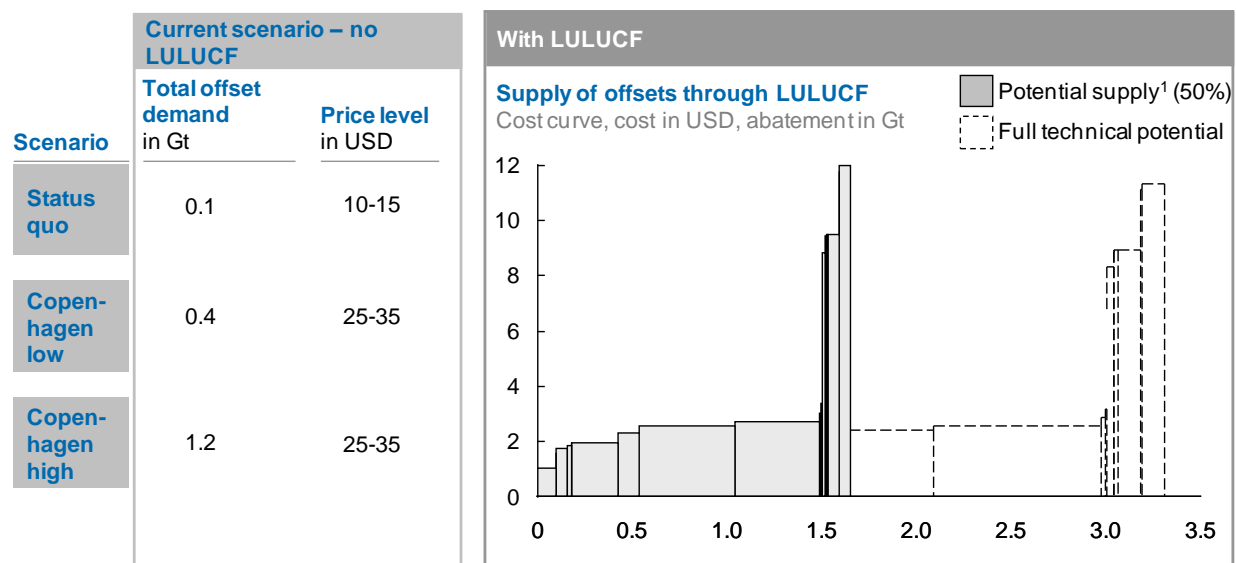 Current scenario – no
LULUCF
Total offset
demand
in Gt
Price level
in USD
Scenario
Status
quo
0.1
10-15
Copen-
hagen
low
0.4
25-35
Copen-
hagen
high
1.2
25-35
With LULUCF
Supply of offsets through LULUCF
Cost curve, cost in USD, abatement in Gt
Potential supply1 (50%)
Full technical potential
12
10
8
6
4
2
0
0 0.5 1.0 1.5 2.0 2.5 3.0 3.5